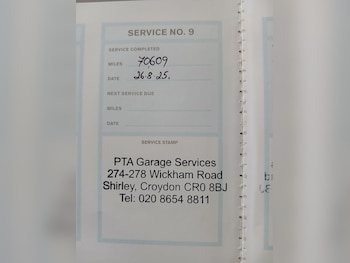 SERVICE NO. 9
SERVICE COMPLETED
MILES 70609
DATE 26.8.25.
NEXT SERVICE DUE
MILES
DATE
SERVICE STAMP
PTA Garage Services
274-278 Wickham Road
Shirley, Croydon CR0 8BJ
Tel: 020 8654 8811